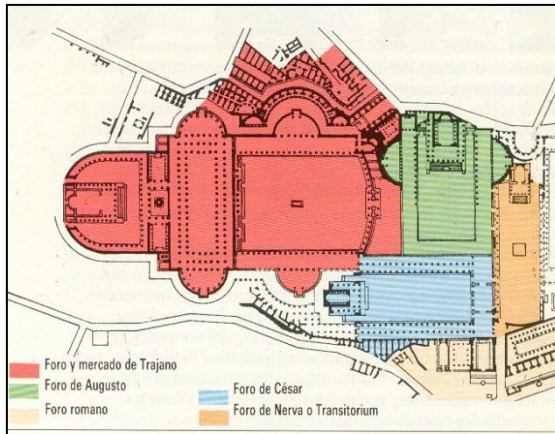 Foro y mercado de Trajano
Foro de Augusto
Foro romano
Foro de César
Foro de Nerva o Transitorium